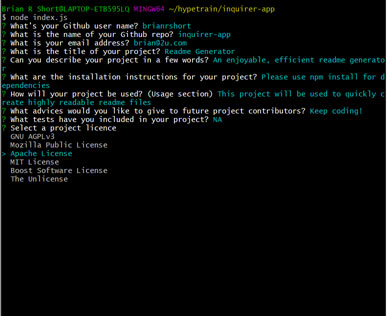 Brian R Short@LAPTOP-ETB595LQ MINGW64 ~/hypetrain/inquirer-app
$ node index.js
? What's your Github user name? brianrshort
? What is the name of your Github repo? inquirer-app
? What is your email address? brian@2u.com
? What is the title of your project? Readme Generator
? Can you describe your project in a few words? An enjoyable, efficient readme generato
r
? What are the installation instructions for your project? Please use npm install for d
ependencies
? How will your project be used? (Usage section) This project will be used to quickly c
reate highly readable readme files
? What advices would you like to give to future project contributors? Keep coding!
? What tests have you included in your project? NA
? Select a project licence
GNU AGPLv3
Mozilla Public License
> Apache License
MIT License
Boost Software License
The Unlicense